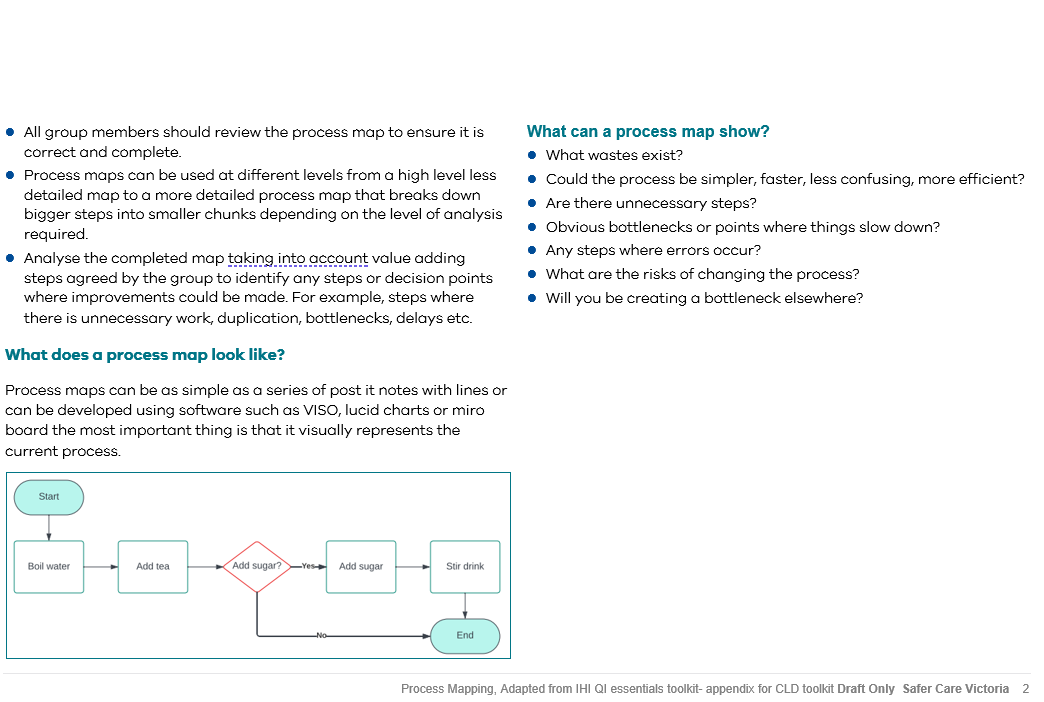 All group members should review the process map to ensure it is
correct and complete.
Process maps can be used at different levels from a high level less
detailed map to a more detailed process map that breaks down
bigger steps into smaller chunks depending on the level of analysis
required.
Analyse the completed map taking into account value adding
steps agreed by the group to identify any steps or decision points
where improvements could be made. For example, steps where
there is unnecessary work, duplication, bottlenecks, delays etc.
What does a process map look like?
Process maps can be as simple as a series of post it notes with lines or
can be developed using software such as VISO, lucid charts or miro
board the most important thing is that it visually represents the
current process.
Start
Boil water
Add tea
Add sugar?
Yes
Add sugar
Stir drink
No
End
What can a process map show?
What wastes exist?
Could the process be simpler, faster, less confusing, more efficient?
Are there unnecessary steps?
Obvious bottlenecks or points where things slow down?
Any steps where errors occur?
What are the risks of changing the process?
Will you be creating a bottleneck elsewhere?
Process Mapping, Adapted from IHI QI essentials toolkit- appendix for CLD toolkit Draft Only Safer Care Victoria 2